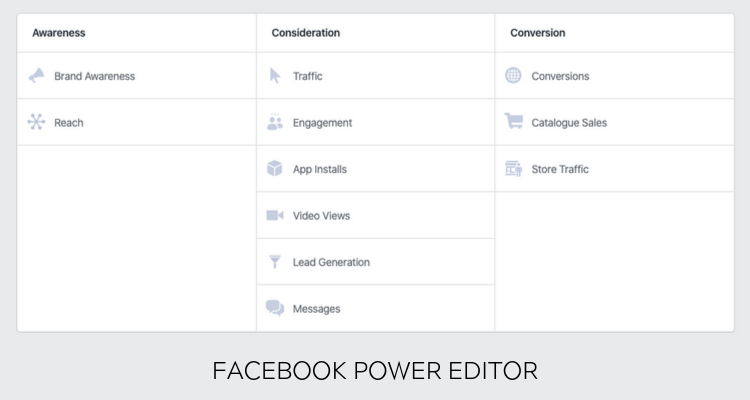 Awareness
Consideration
Conversion
Brand Awareness
Traffic
Conversions
Reach
Engagement
Catalogue Sales
App Installs
Store Traffic
Video Views
Lead Generation
Messages
FACEBOOK POWER EDITOR